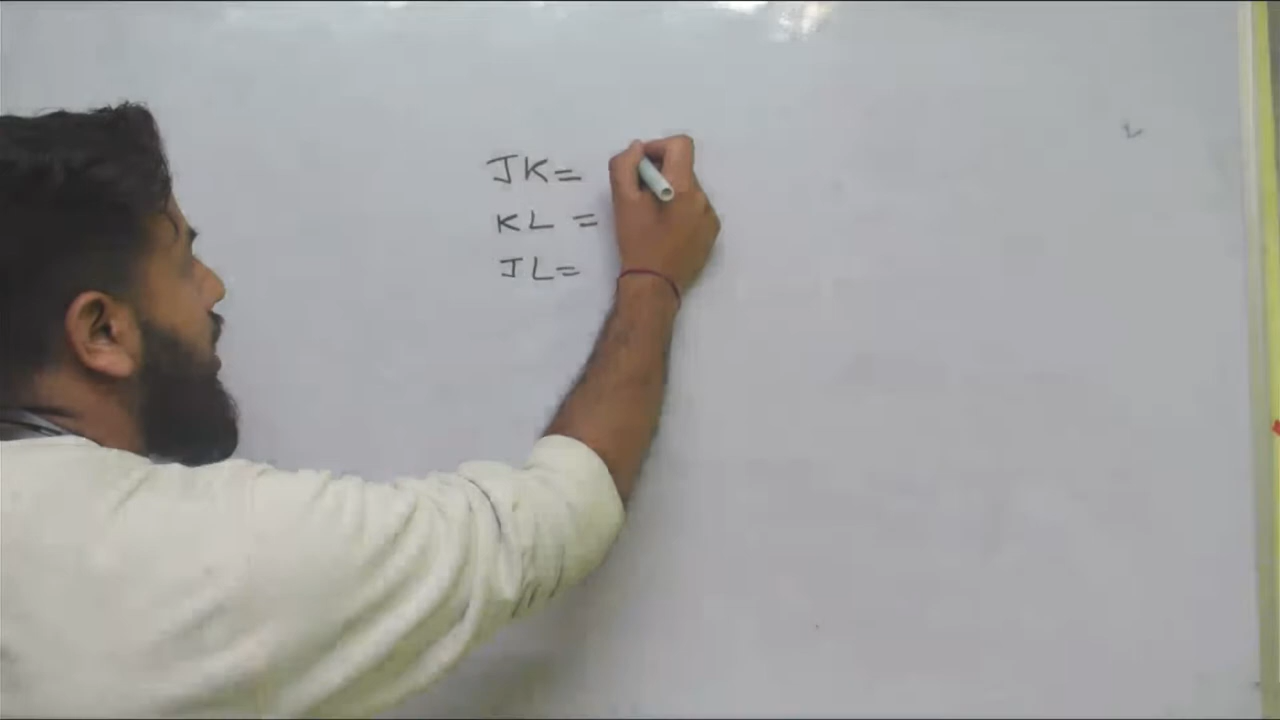 JK=
KL =
JL=